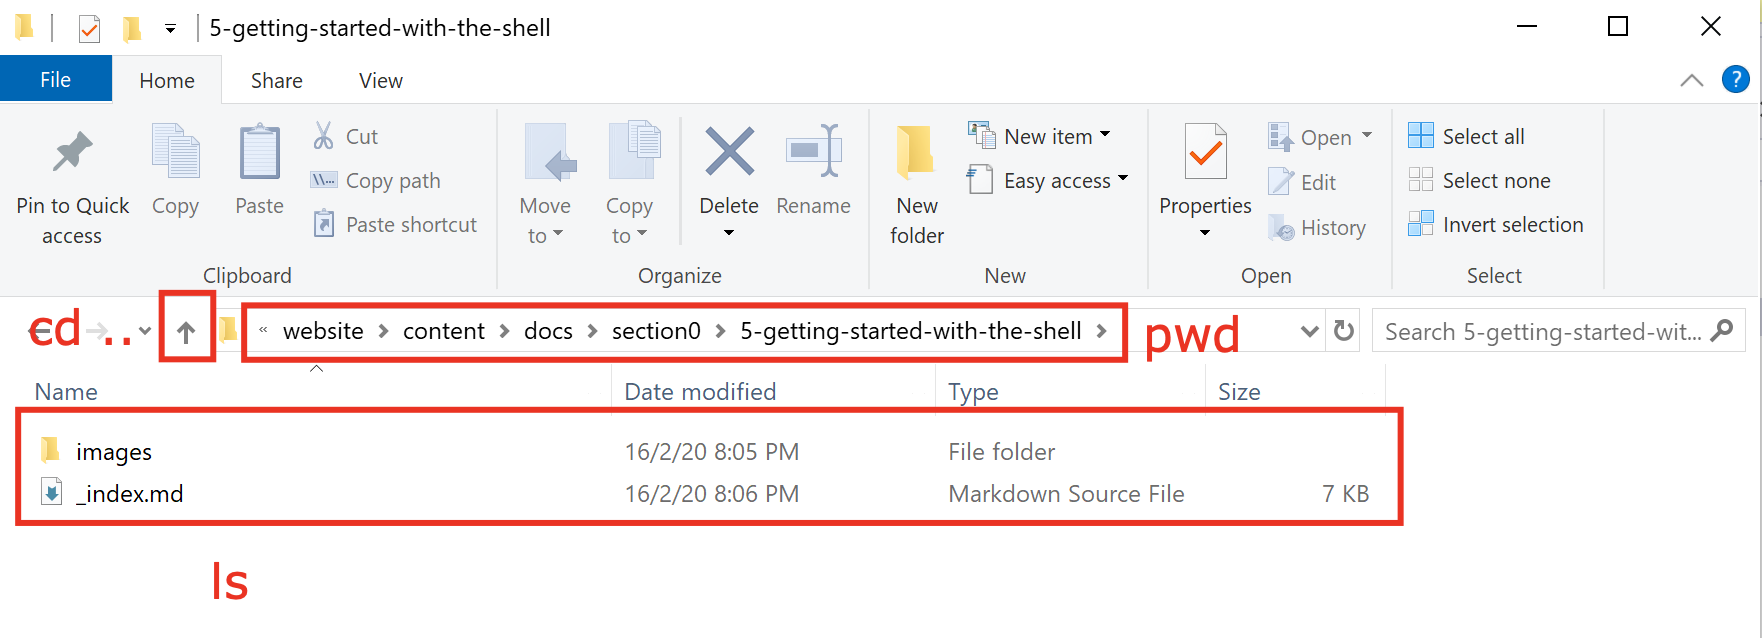 5-getting-started-with-the-shell
File Home Share View
?
Pin to Quick access
Copy
Paste
Cut
Copy path
Paste shortcut
Clipboard
Move to
Copy to
Delete
Rename
Organize
New folder
New item
Easy access
New
Properties
Open
Edit
History
Open
Select all
Select none
Invert selection
Select
cd ..
« website > content > docs > section0 > 5-getting-started-with-the-shell >
pwd
Search 5-getting-started-wit...
Name Date modified Type Size
images 16/2/20 8:05 PM File folder
_index.md 16/2/20 8:06 PM Markdown Source File 7 KB
ls